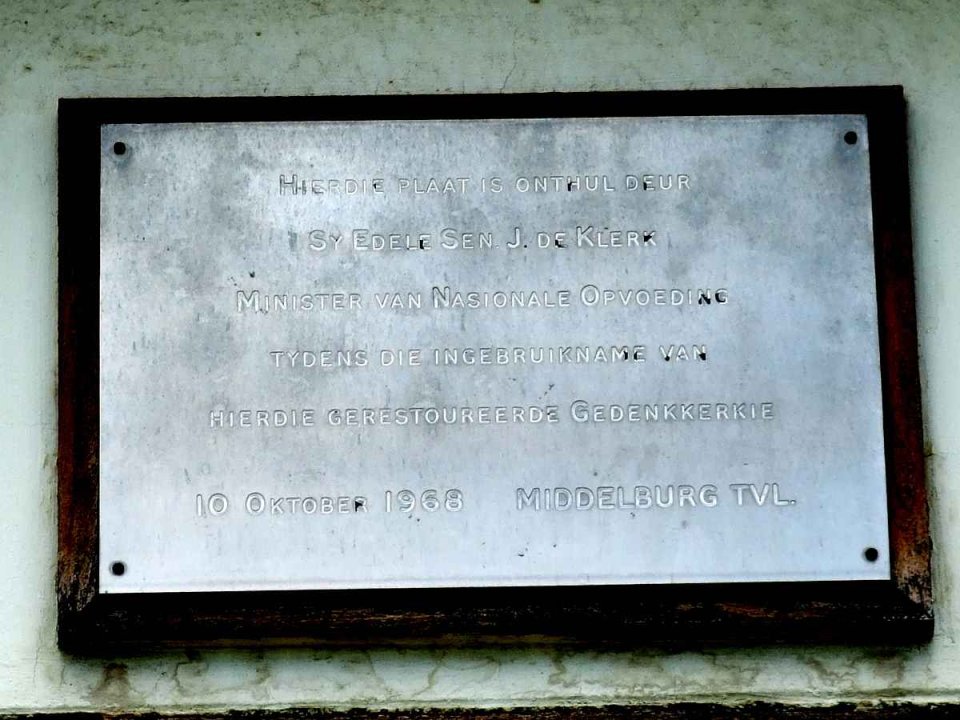 HIERDIE PLAAT IS ONTHUL DEUR
SY EDELE SEN. J. DE KLERK
MINISTER VAN NASIONALE OPVOEDING
TYDENS DIE INGEBRUIKNAME VAN
HIERDIE GERESTOUREERDE GEDENKKERKIE
10 OKTOBER 1968 MIDDELBURG TVL.